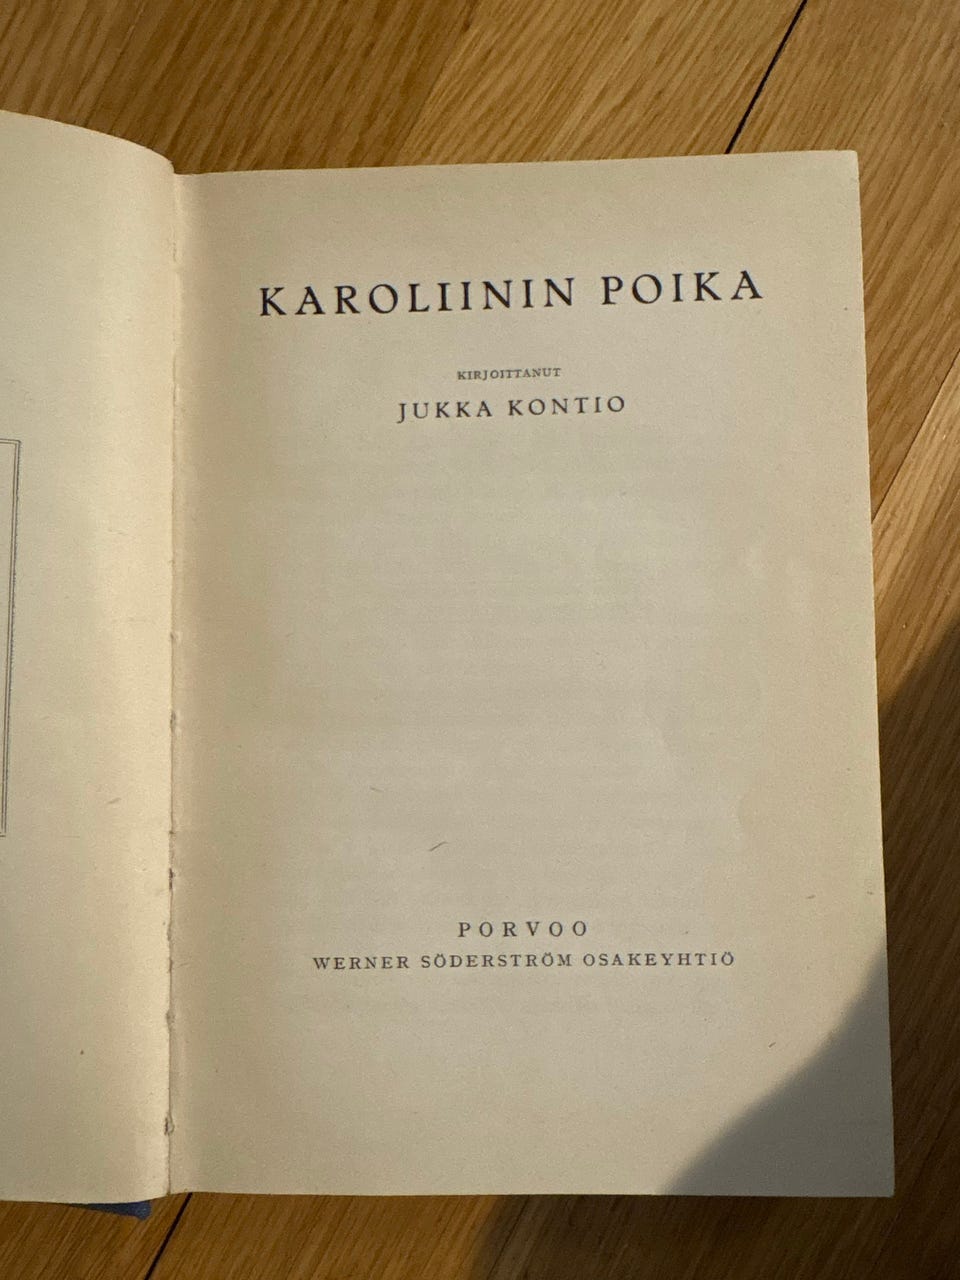 KAROLIININ POIKA
KIRJOITTANUT
JUKKA KONTIO
PORVOO
WERNER SÖDERSTRÖM OSAKEYHTIÖ